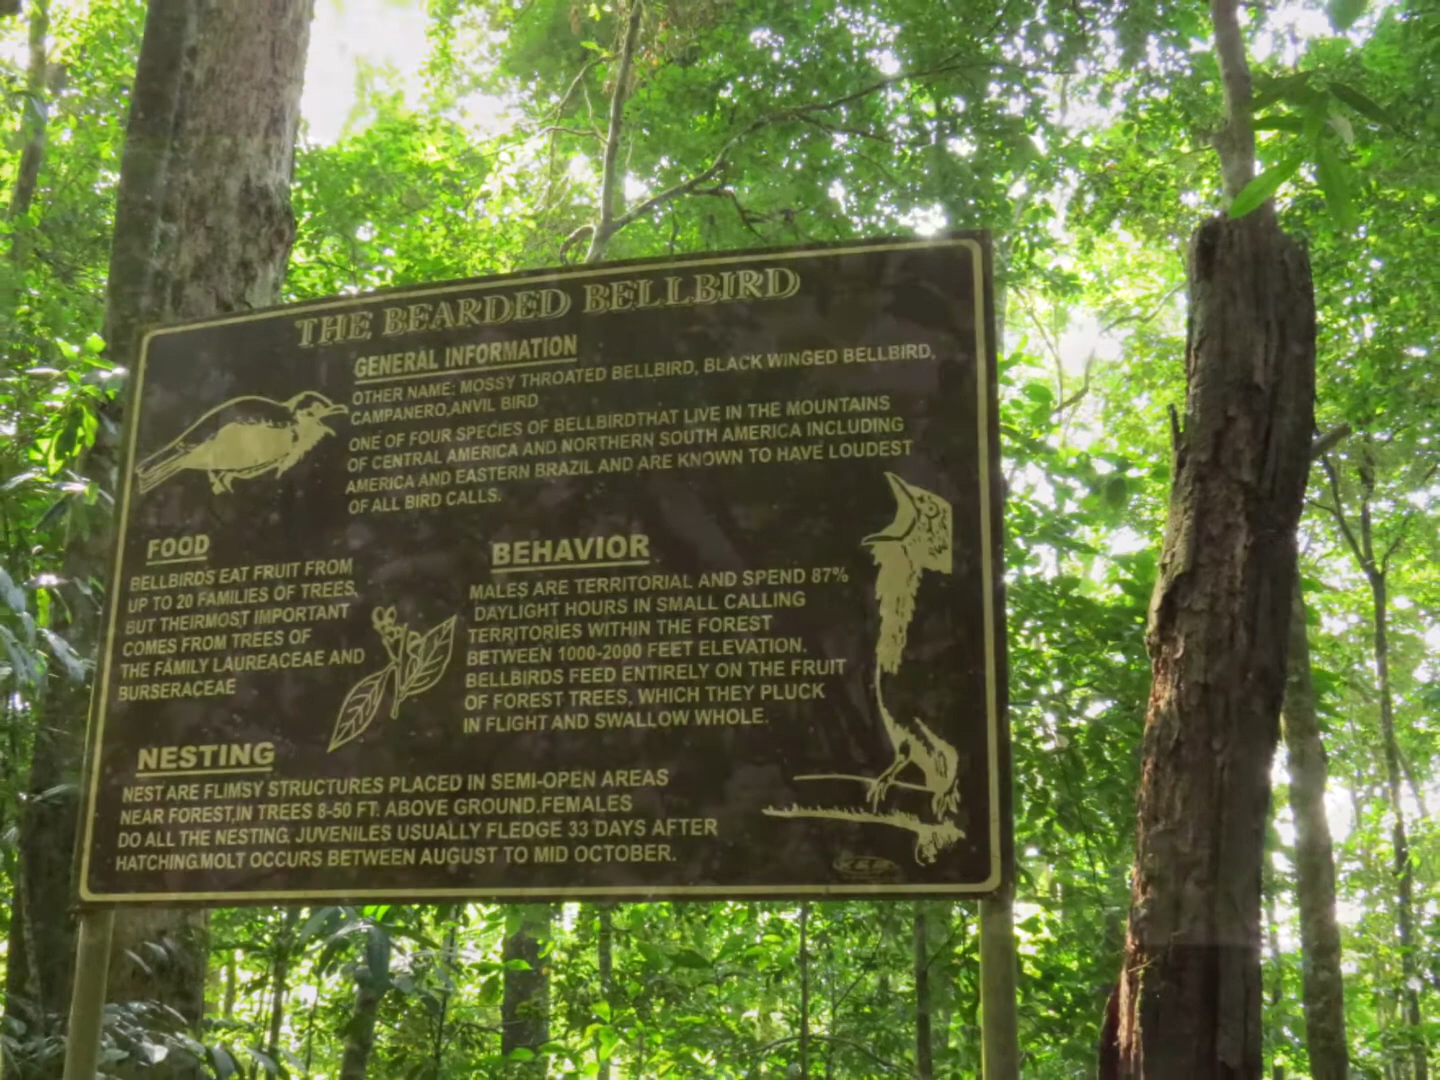 THE BEARDED BELLBIRD
GENERAL INFORMATION
OTHER NAME: MOSSY THROATED BELLBIRD, BLACK WINGED BELLBIRD,
CAMPANERO,ANVIL BIRD
ONE OF FOUR SPECIES OF BELLBIRDTHAT LIVE IN THE MOUNTAINS
OF CENTRAL AMERICA AND NORTHERN SOUTH AMERICA INCLUDING
AMERICA AND EASTERN BRAZIL AND ARE KNOWN TO HAVE LOUDEST
OF ALL BIRD CALLS.
FOOD
BELLBIRDS EAT FRUIT FROM
UP TO 20 FAMILIES OF TREES,
BUT THEIRMOST IMPORTANT
COMES FROM TREES OF
THE FAMILY LAUREACEAE AND
BURSERACEAE
BEHAVIOR
MALES ARE TERRITORIAL AND SPEND 87%
DAYLIGHT HOURS IN SMALL CALLING
TERRITORIES WITHIN THE FOREST
BETWEEN 1000-2000 FEET ELEVATION.
BELLBIRDS FEED ENTIRELY ON THE FRUIT
OF FOREST TREES, WHICH THEY PLUCK
IN FLIGHT AND SWALLOW WHOLE.
NESTING
NEST ARE FLIMSY STRUCTURES PLACED IN SEMI-OPEN AREAS
NEAR FOREST,IN TREES 8-50 FT. ABOVE GROUND.FEMALES
DO ALL THE NESTING. JUVENILES USUALLY FLEDGE 33 DAYS AFTER
HATCHING.MOLT OCCURS BETWEEN AUGUST TO MID OCTOBER.